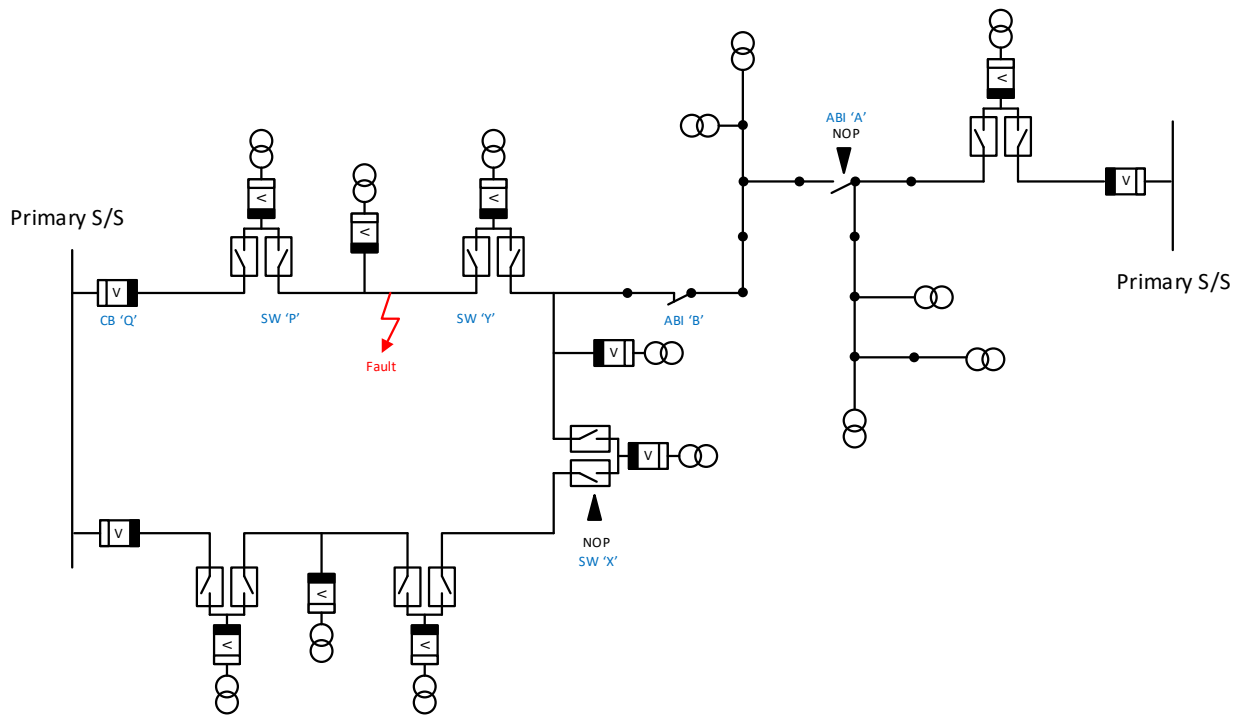 ABI ‘A’
NOP
Primary S/S
Primary S/S
V
V
V
V
V
CB ‘Q’
SW ‘P’
SW ‘Y’
ABI ‘B’
Fault
V
V
V
V
NOP
SW ‘X’
V
V
V